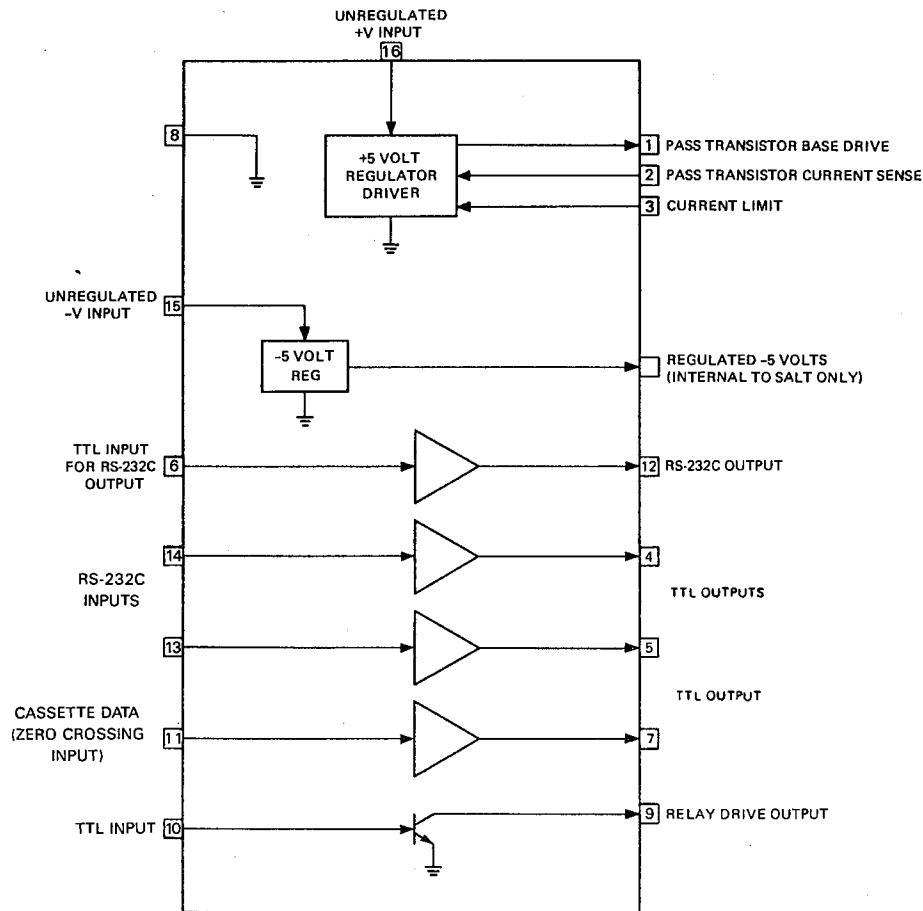 UNREGULATED
+V INPUT
16
8
+5 VOLT
REGULATOR
DRIVER
1 PASS TRANSISTOR BASE DRIVE
2 PASS TRANSISTOR CURRENT SENSE
3 CURRENT LIMIT
UNREGULATED
-V INPUT
15
-5 VOLT
REG
REGULATED -5 VOLTS
(INTERNAL TO SALT ONLY)
TTL INPUT
FOR RS-232C
OUTPUT
6
12 RS-232C OUTPUT
14
4
RS-232C
INPUTS
TTL OUTPUTS
13
5
TTL OUTPUT
CASSETTE DATA
(ZERO CROSSING
INPUT)
11
7
TTL INPUT 10
9 RELAY DRIVE OUTPUT